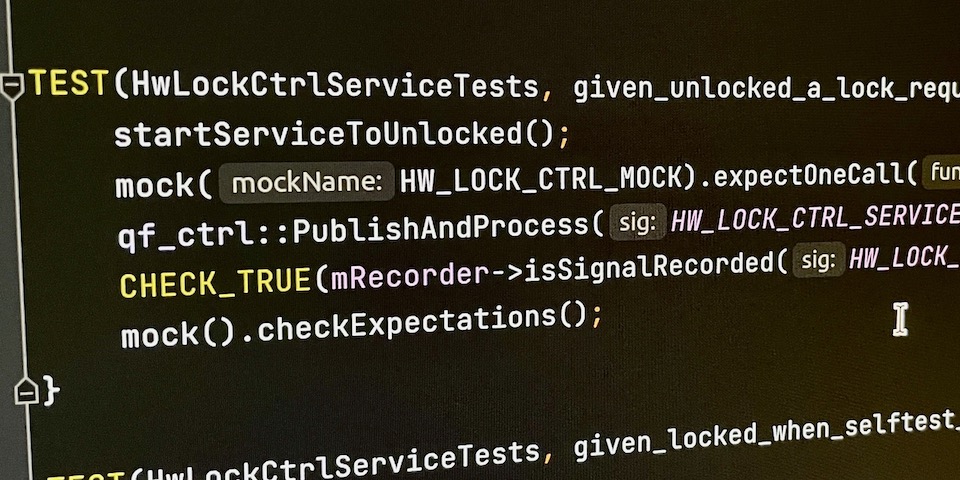 TEST(HwLockCtrlServiceTests, given_unlocked_a_lock_requ
startServiceToUnlocked();
mock( mockName: HW_LOCK_CTRL_MOCK).expectOneCall( fun
qf_ctrl::PublishAndProcess( sig: HW_LOCK_CTRL_SERVICE
CHECK_TRUE(mRecorder->isSignalRecorded( sig: HW_LOCK_
mock().checkExpectations();
}
TEST(HwLockCtrlServiceTests, given_locked_when_selftest_